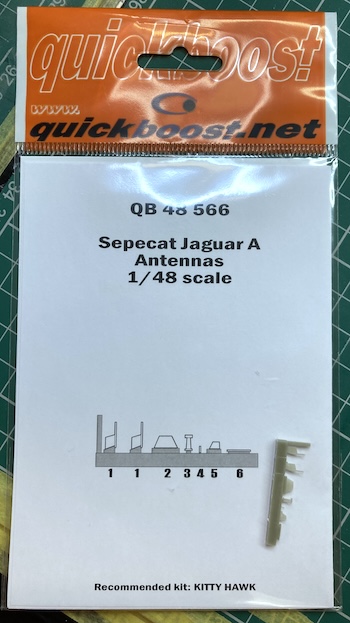 quickboost
www.
quickboost.net
QB 48 566
Sepecat Jaguar A
Antennas
1/48 scale
1 1 2 3 4 5 6
Recommended kit: KITTY HAWK